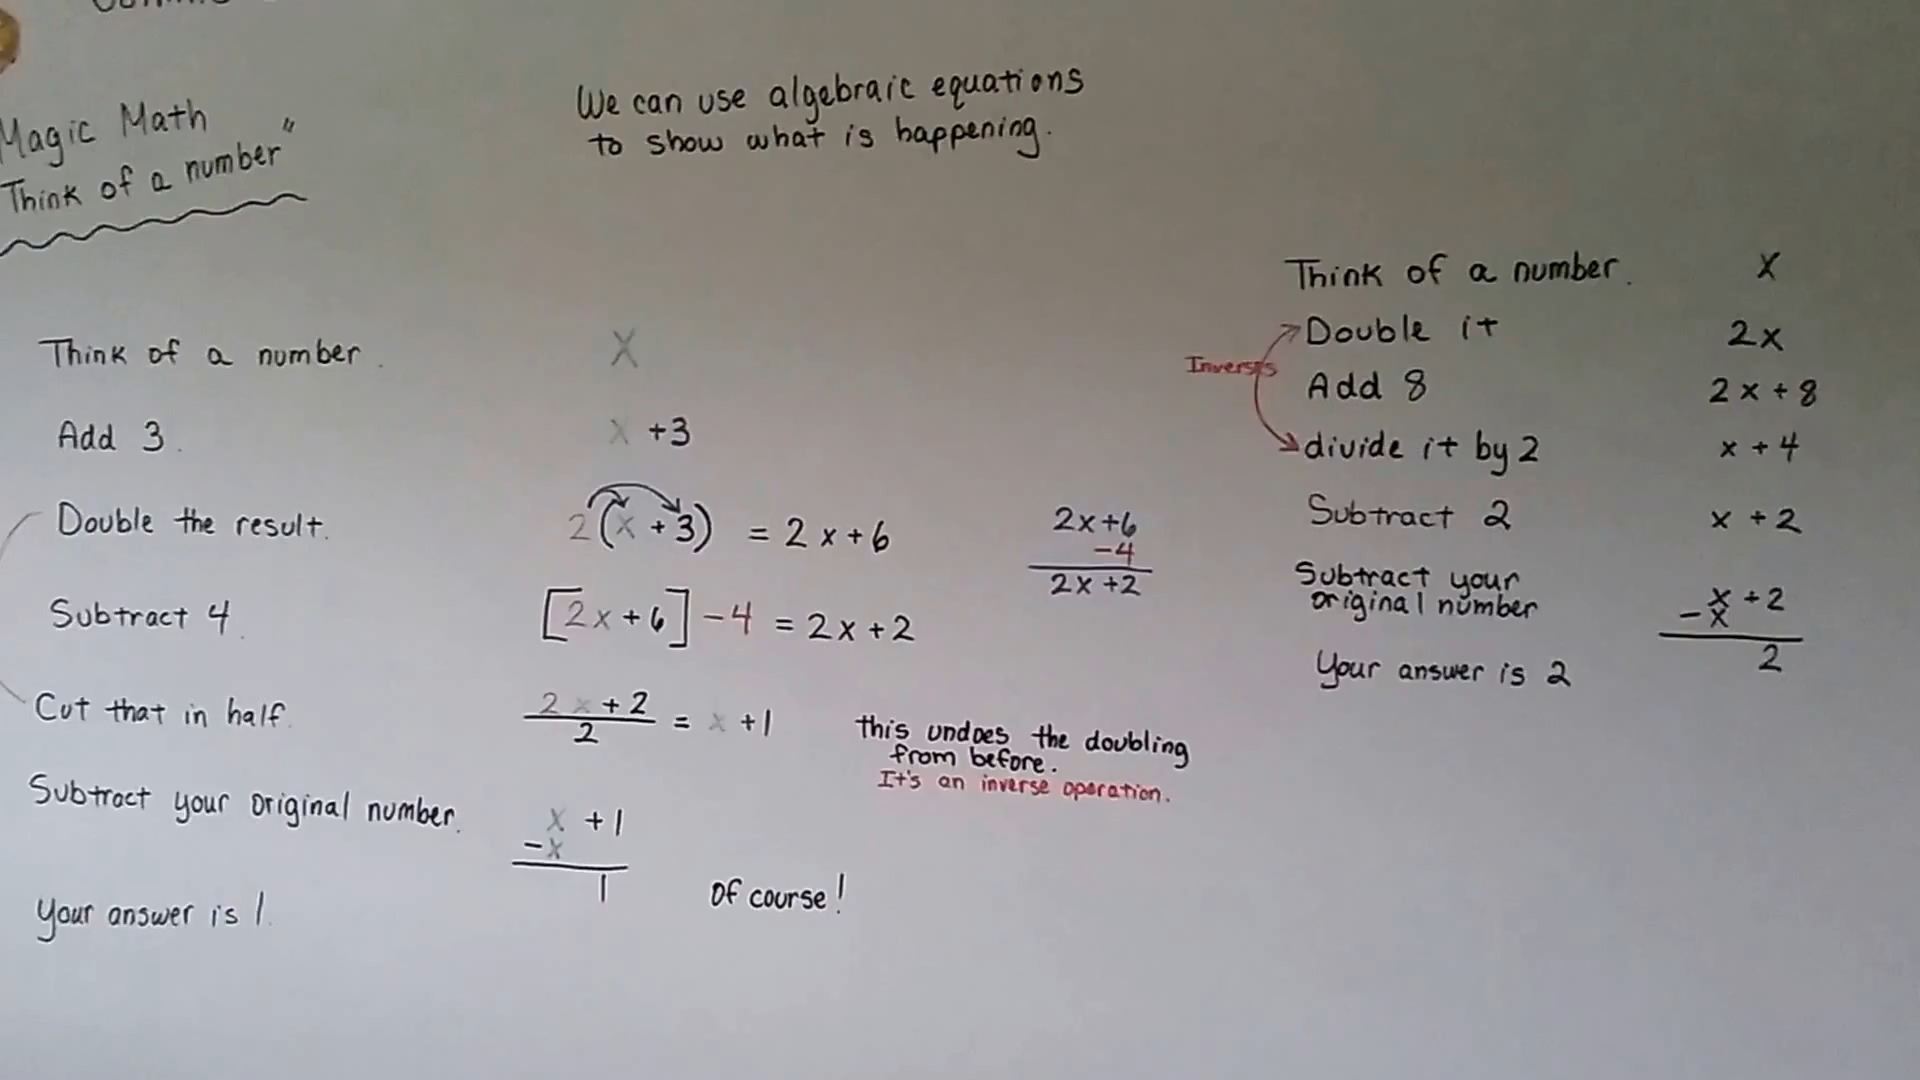 Magic Math
Think of a number"
We can use algebraic equations
to show what is happening.
Think of a number. X
Add 3. X +3
Double the result. 2(x +3) = 2x+6
Subtract 4. [2x+6] -4 = 2x+2
Cut that in half. 2x+2
2
= x +1
this undoes the doubling
from before.
It's an inverse operation.
Subtract your original number. x +1
-x
1
Of course!
Your answer is 1.
2x+6
-4
2x+2
Think of a number. X
Inverses
Double it 2x
Add 8 2x+8
divide it by 2 x+4
Subtract 2 x+2
Subtract your
original number
x+2
-x
2
Your answer is 2